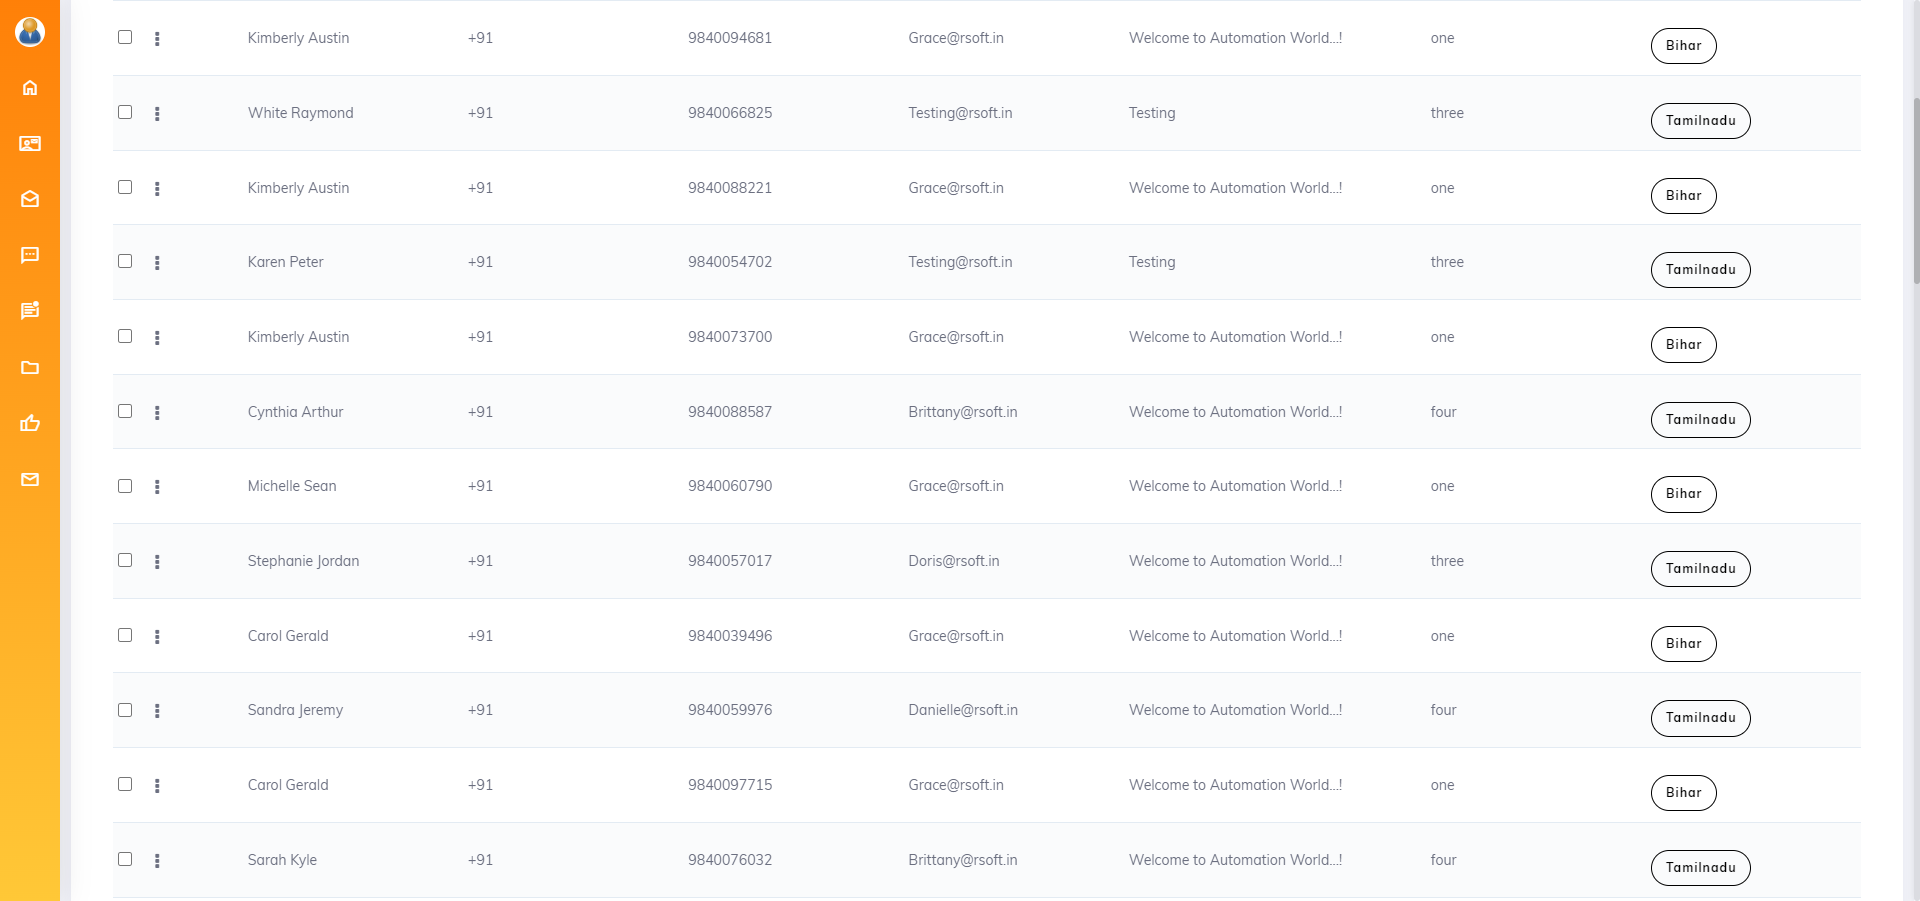 Kimberly Austin +91 9840094681 Grace@rsoft.in Welcome to Automation World...! one Bihar
White Raymond +91 9840066825 Testing@rsoft.in Testing three Tamilnadu
Kimberly Austin +91 9840088221 Grace@rsoft.in Welcome to Automation World...! one Bihar
Karen Peter +91 9840054702 Testing@rsoft.in Testing three Tamilnadu
Kimberly Austin +91 9840073700 Grace@rsoft.in Welcome to Automation World...! one Bihar
Cynthia Arthur +91 9840088587 Brittany@rsoft.in Welcome to Automation World...! four Tamilnadu
Michelle Sean +91 9840060790 Grace@rsoft.in Welcome to Automation World...! one Bihar
Stephanie Jordan +91 9840057017 Doris@rsoft.in Welcome to Automation World...! three Tamilnadu
Carol Gerald +91 9840039496 Grace@rsoft.in Welcome to Automation World...! one Bihar
Sandra Jeremy +91 9840059976 Danielle@rsoft.in Welcome to Automation World...! four Tamilnadu
Carol Gerald +91 9840097715 Grace@rsoft.in Welcome to Automation World...! one Bihar
Sarah Kyle +91 9840076032 Brittany@rsoft.in Welcome to Automation World...! four Tamilnadu